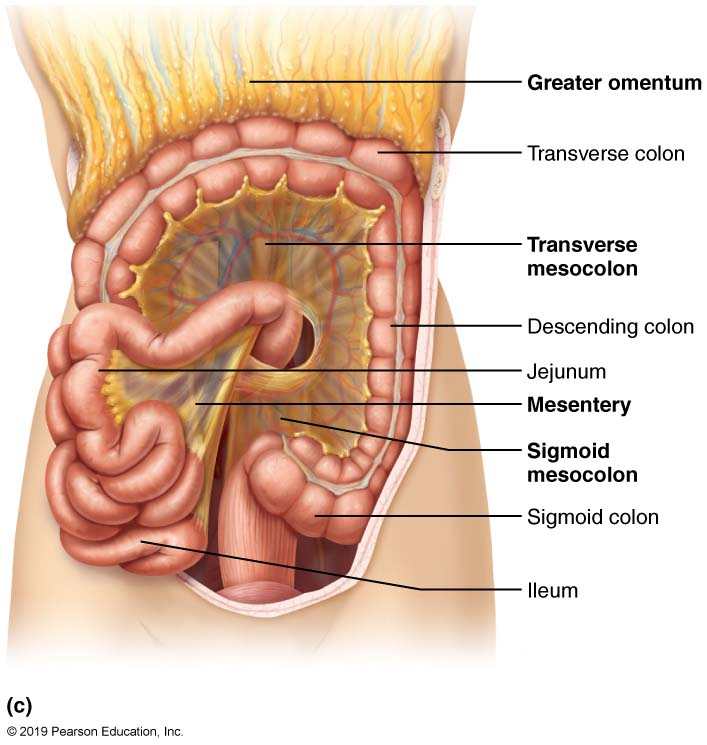 Greater omentum
Transverse colon
Transverse
mesocolon
Descending colon
Jejunum
Mesentery
Sigmoid
mesocolon
Sigmoid colon
Ileum
(c)
© 2019 Pearson Education, Inc.